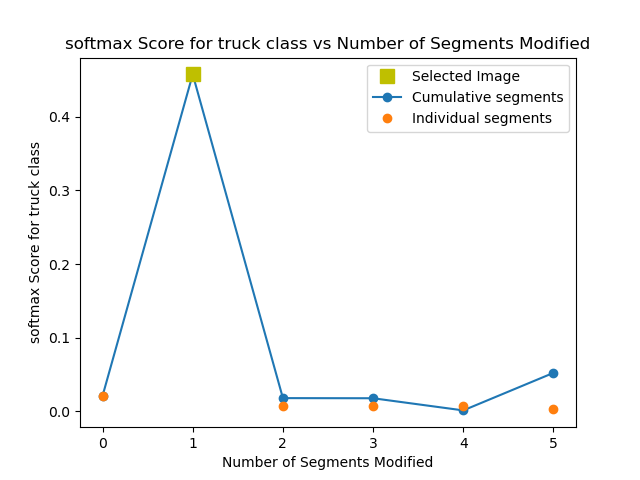 softmax Score for truck class vs Number of Segments Modified
Selected Image
Cumulative segments
Individual segments
softmax Score for truck class
0.4
0.3
0.2
0.1
0.0
0 1 2 3 4 5
Number of Segments Modified